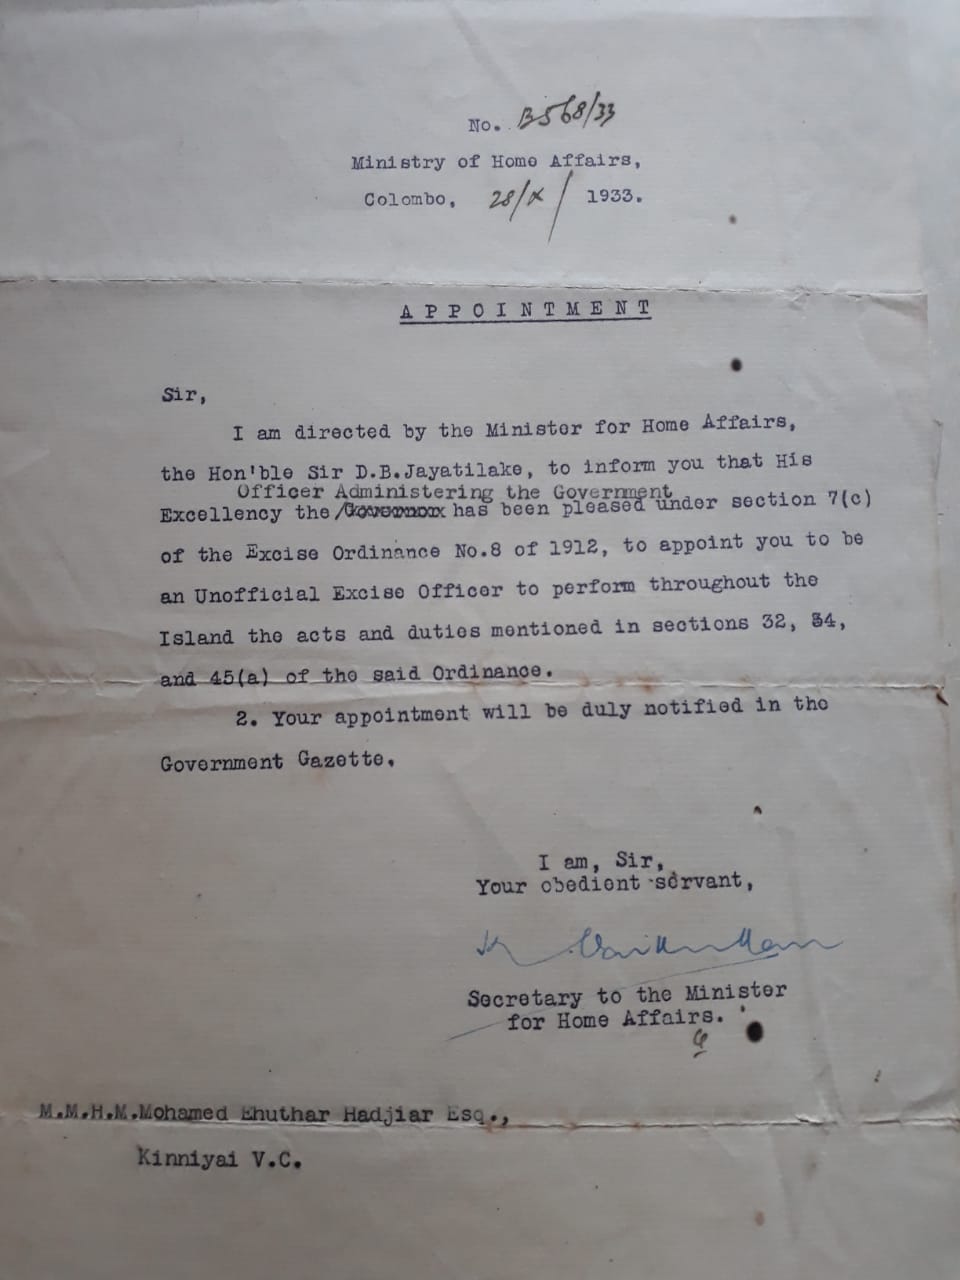 No. B568/33
Ministry of Home Affairs,
Colombo, 28/X/ 1933.
APPOINTMENT
Sir,
I am directed by the Minister for Home Affairs,
the Hon'ble Sir D.B.Jayatilake, to inform you that His
Officer Administering the Government
Excellency the/Governor has been pleased under section 7(c)
of the Excise Ordinance No.8 of 1912, to appoint you to be
an Unofficial Excise Officer to perform throughout the
Island the acts and duties mentioned in sections 32, 34,
and 45(a) of the said Ordinance.
2. Your appointment will be duly notified in the
Government Gazette.
I am, Sir,
Your obedient servant,
Secretary to the Minister
for Home Affairs.
M.M.H.M.Mohamed Ehuthar Hadjiar Esq.,
Kinniyai V.C.